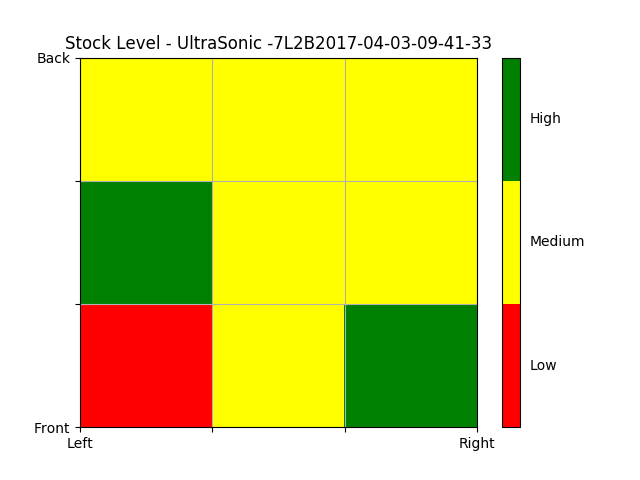 Stock Level - UltraSonic -7L2B2017-04-03-09-41-33
Back
High
Medium
Low
Front
Left
Right